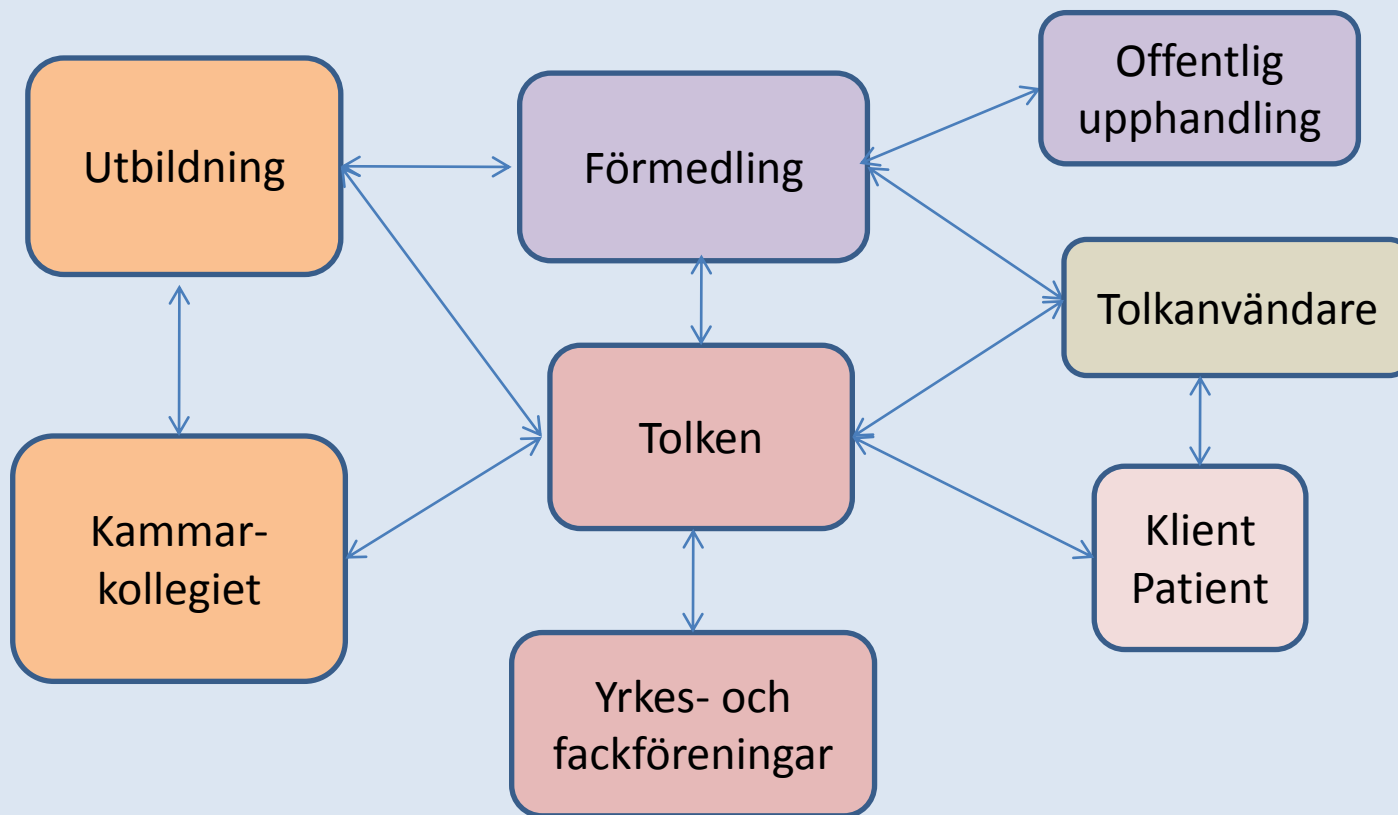 Offentlig
upphandling
Utbildning
Förmedling
Tolkanvändare
Tolken
Kammar-
kollegiet
Klient
Patient
Yrkes- och
fackföreningar